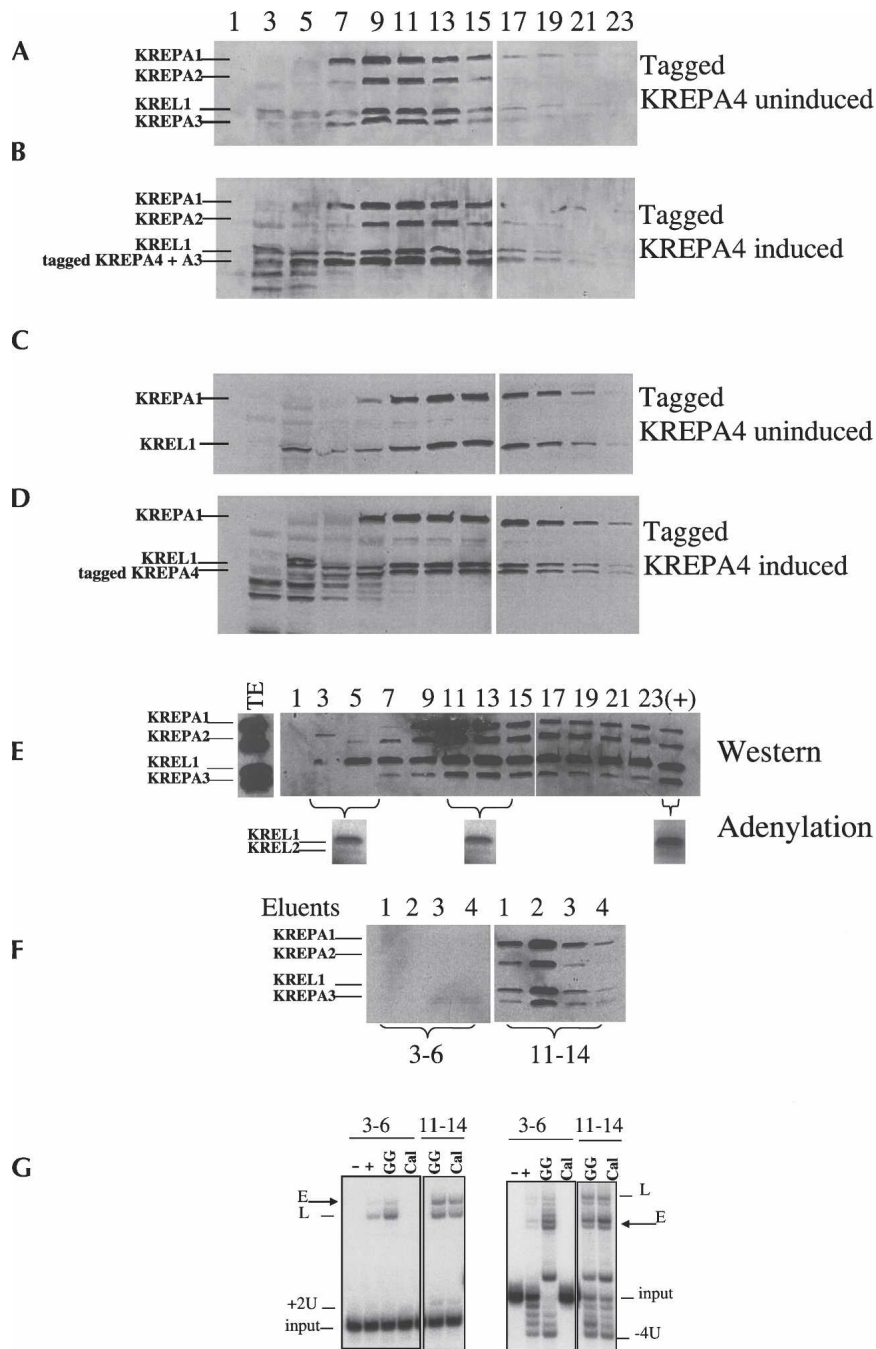 1 3 5 7 9 11 13 15 17 19 21 23
A
KREPA1
KREPA2
KREL1
KREPA3
Tagged
KREPA4 uninduced
B
KREPA1
KREPA2
KREL1
tagged KREPA4 + A3
Tagged
KREPA4 induced
C
KREPA1
KREL1
Tagged
KREPA4 uninduced
D
KREPA1
KREL1
tagged KREPA4
Tagged
KREPA4 induced
TE 1 3 5 7 9 11 13 15 17 19 21 23(+)
E
KREPA1
KREPA2
KREL1
KREPA3
Western
KREL1
KREL2
Adenylation
Eluents 1 2 3 4 1 2 3 4
F
KREPA1
KREPA2
KREL1
KREPA3
3-6 11-14
3-6 11-14 3-6 11-14
G
- + GG Cal GG Cal - + GG Cal GG Cal
E
L
+2U
input
L
E
input
-4U